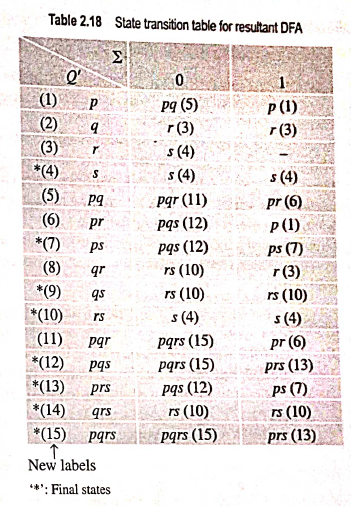 Table 2.18 State transition table for resultant DFA
Σ
Q' 0 1
(1) p pq (5) p (1)
(2) q r (3) r (3)
(3) r s (4) –
*(4) s s (4) s (4)
(5) pq pqr (11) pr (6)
(6) pr pqs (12) p (1)
*(7) ps pqs (12) ps (7)
(8) qr rs (10) r (3)
*(9) qs rs (10) rs (10)
*(10) rs s (4) s (4)
(11) pqr pqrs (15) pr (6)
*(12) pqs pqrs (15) prs (13)
*(13) prs pqs (12) ps (7)
*(14) qrs rs (10) rs (10)
*(15) pqrs pqrs (15) prs (13)
↑
New labels
'*': Final states